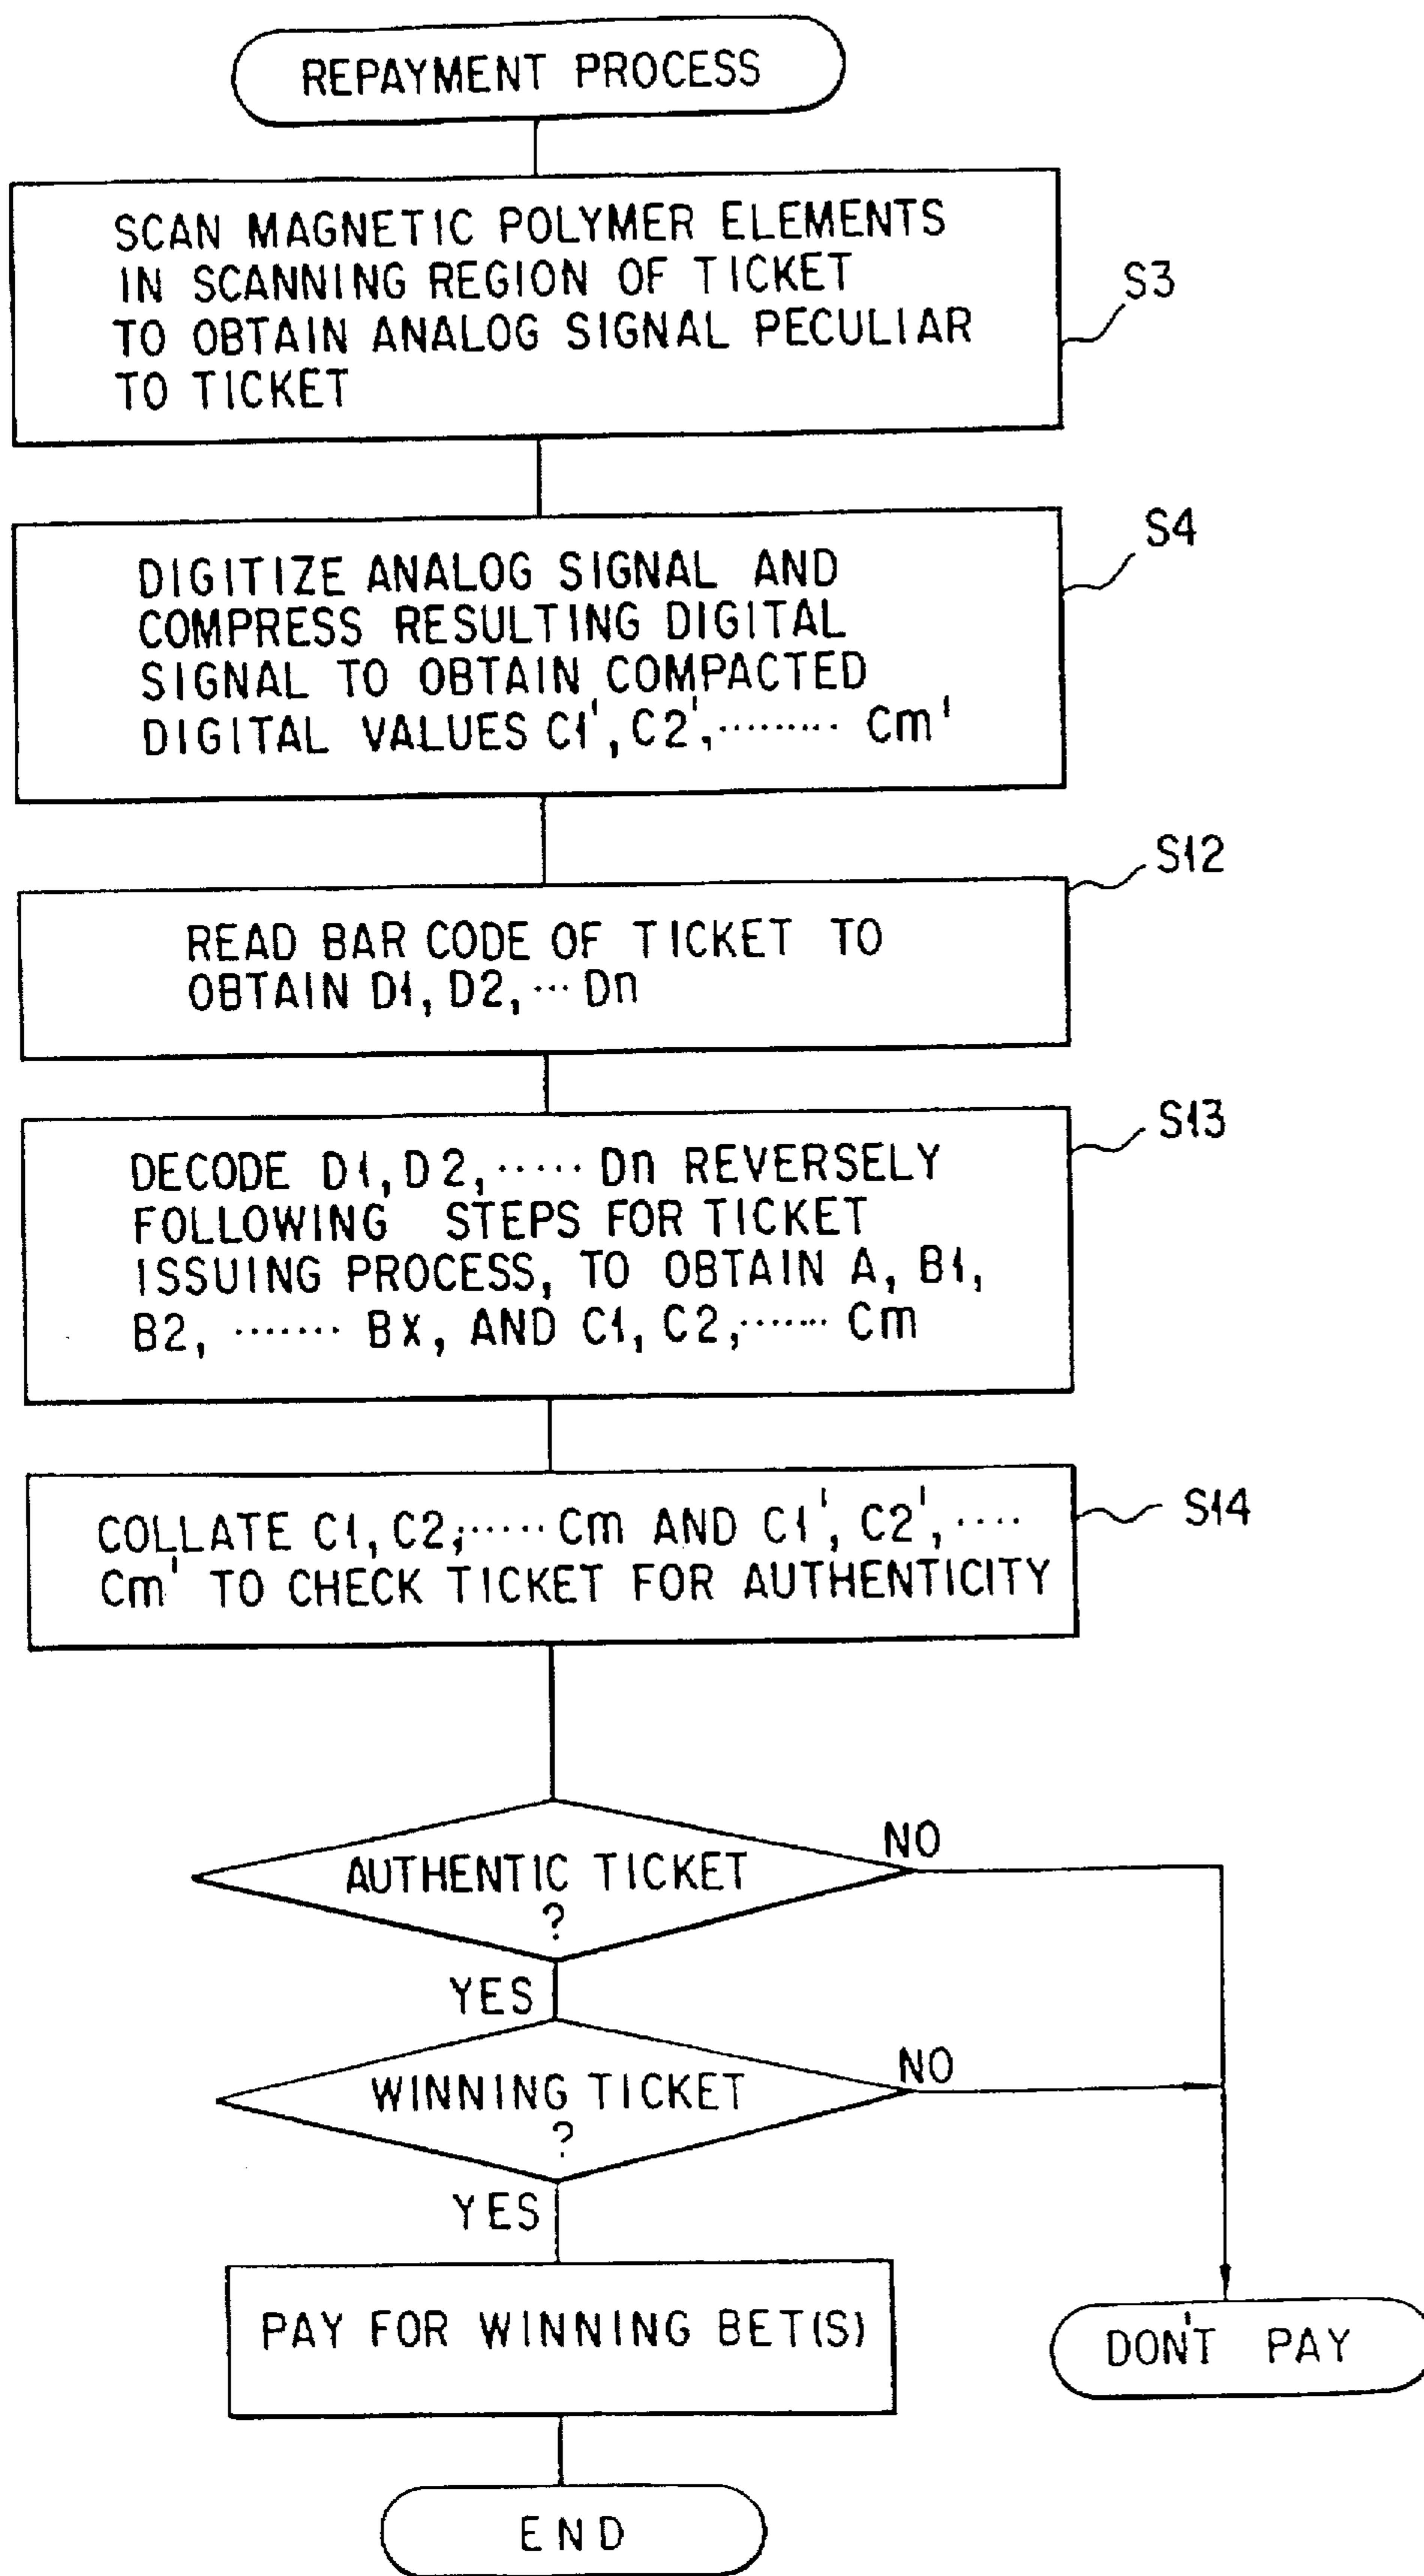 REPAYMENT PROCESS
SCAN MAGNETIC POLYMER ELEMENTS
IN SCANNING REGION OF TICKET
TO OBTAIN ANALOG SIGNAL PECULIAR
TO TICKET
S3
DIGITIZE ANALOG SIGNAL AND
COMPRESS RESULTING DIGITAL
SIGNAL TO OBTAIN COMPACTED
DIGITAL VALUES C1', C2', ········· Cm'
S4
READ BAR CODE OF TICKET TO
OBTAIN D1, D2, ··· Dn
S12
DECODE D1, D2, ····· Dn REVERSELY
FOLLOWING STEPS FOR TICKET
ISSUING PROCESS, TO OBTAIN A, B1,
B2, ······· BX, AND C1, C2, ······· Cm
S13
COLLATE C1, C2, ····· Cm AND C1', C2', ····
Cm' TO CHECK TICKET FOR AUTHENTICITY
S14
AUTHENTIC TICKET
?
NO
YES
WINNING TICKET
?
NO
YES
PAY FOR WINNING BET(S)
DON'T PAY
END